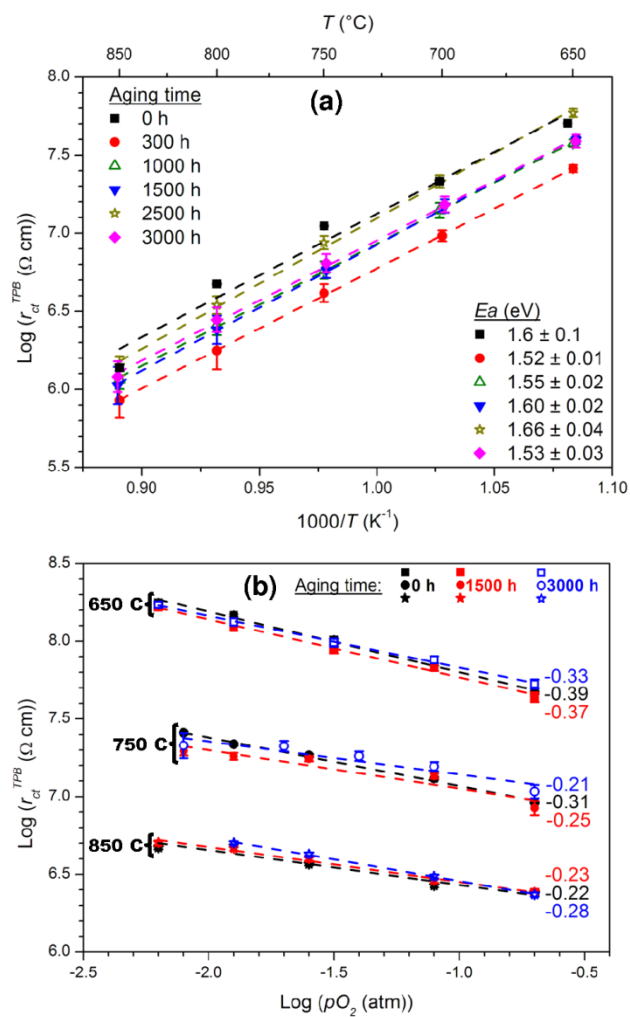 T (°C)
850 800 750 700 650
(a)
Aging time
0 h
300 h
1000 h
1500 h
2500 h
3000 h
Ea (eV)
1.6 ± 0.1
1.52 ± 0.01
1.55 ± 0.02
1.60 ± 0.02
1.66 ± 0.04
1.53 ± 0.03
8.0
7.5
7.0
6.5
6.0
5.5
Log (r_ct^TPB (Ω cm))
0.90 0.95 1.00 1.05 1.10
1000/T (K⁻¹)
(b)
Aging time: 0 h 1500 h 3000 h
650 C
-0.33
-0.39
-0.37
750 C
-0.21
-0.31
-0.25
850 C
-0.23
-0.22
-0.28
8.5
8.0
7.5
7.0
6.5
6.0
Log (r_ct^TPB (Ω cm))
-2.5 -2.0 -1.5 -1.0 -0.5
Log (pO₂ (atm))